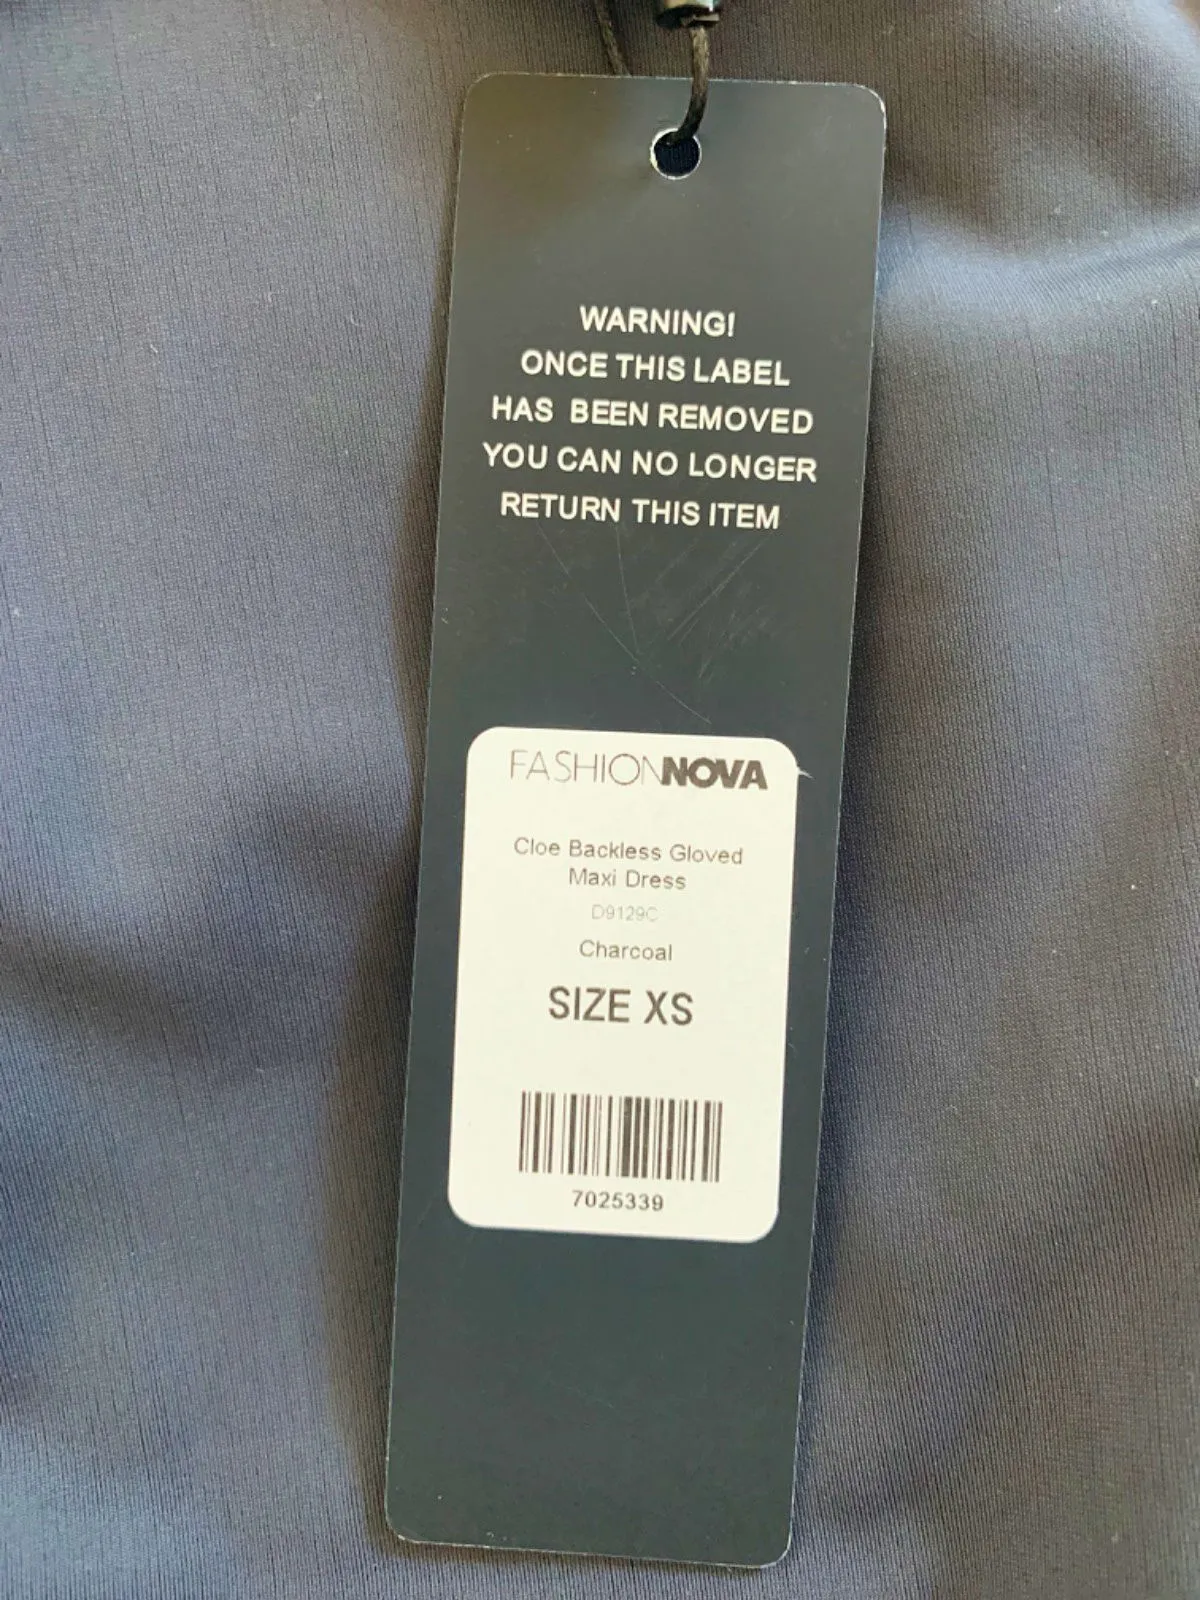 WARNING!
ONCE THIS LABEL
HAS BEEN REMOVED
YOU CAN NO LONGER
RETURN THIS ITEM
FASHIONNOVA
Cloe Backless Gloved
Maxi Dress
D9129C
Charcoal
SIZE XS
7025339